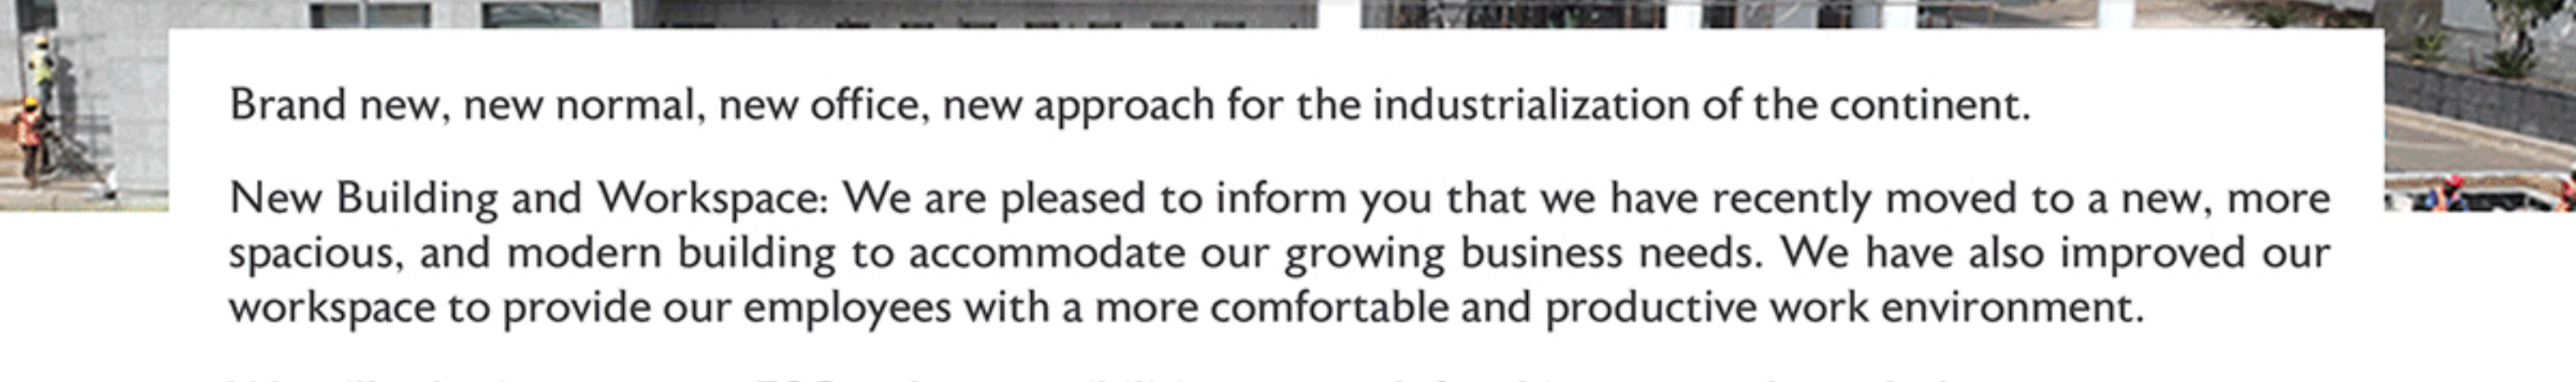 Brand new, new normal, new office, new approach for the industrialization of the continent.
New Building and Workspace: We are pleased to inform you that we have recently moved to a new, more
spacious, and modern building to accommodate our growing business needs. We have also improved our
workspace to provide our employees with a more comfortable and productive work environment.